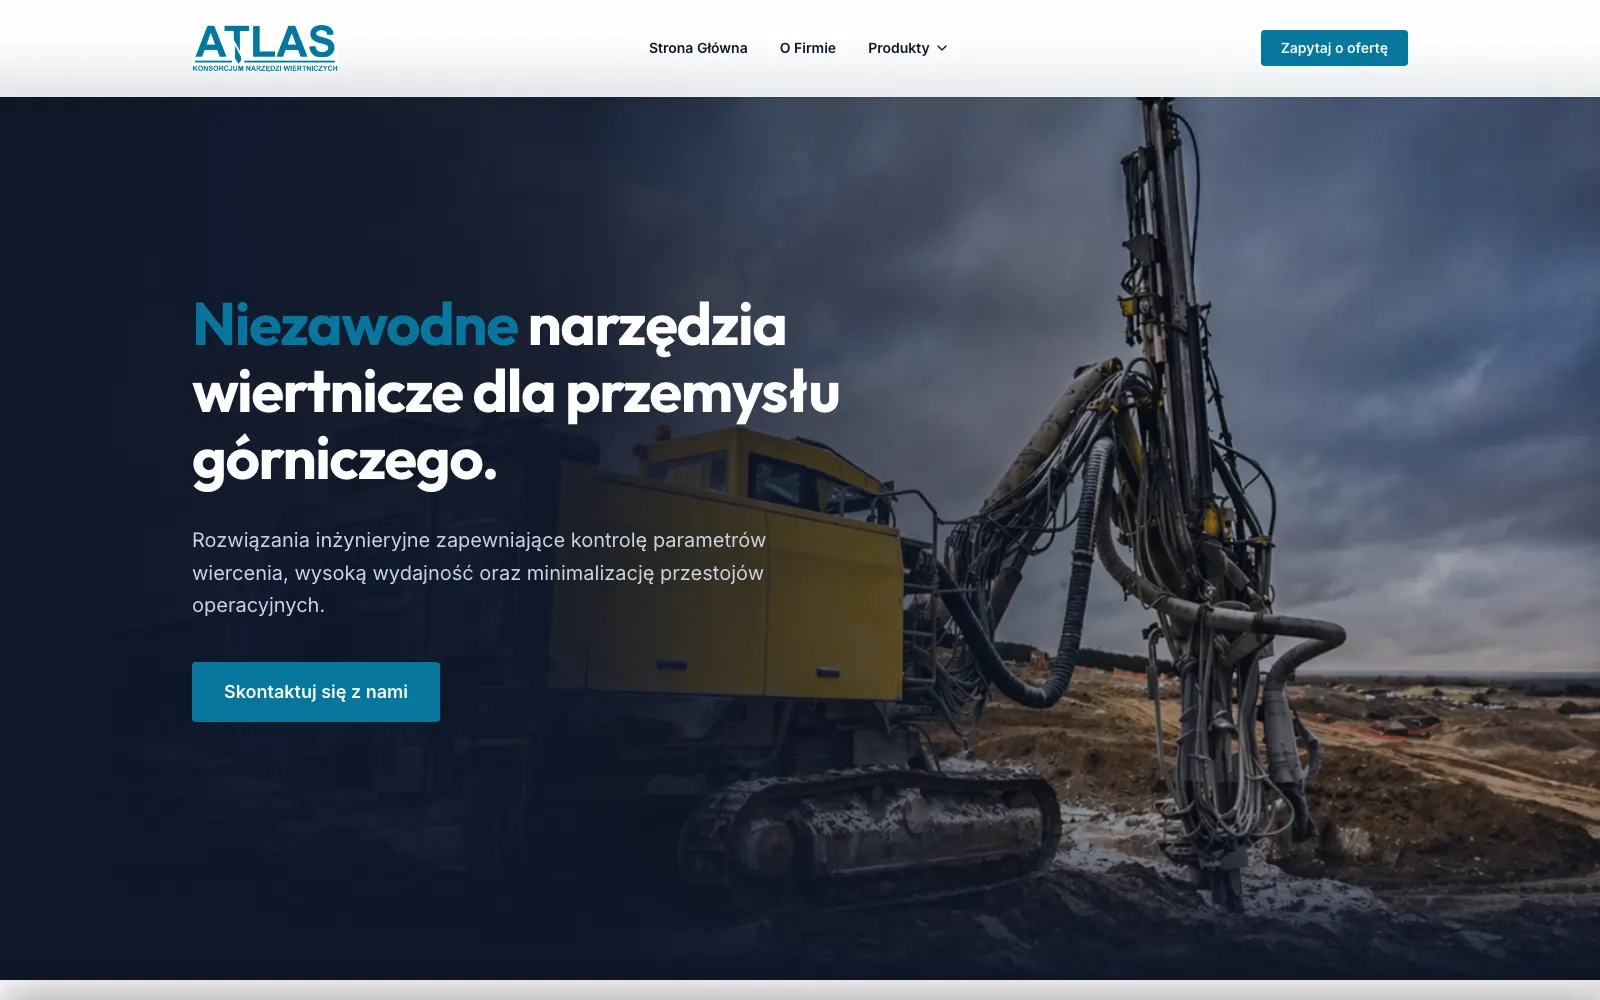 ATLAS
KONSORCJUM NARZĘDZI WIERTNICZYCH
Strona Główna
O Firmie
Produkty
Zapytaj o ofertę
Niezawodne narzędzia
wiertnicze dla przemysłu
górniczego.
Rozwiązania inżynieryjne zapewniające kontrolę parametrów
wiercenia, wysoką wydajność oraz minimalizację przestojów
operacyjnych.
Skontaktuj się z nami